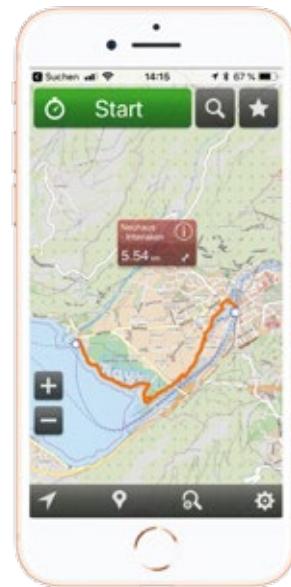 Suchen 14:15 67 %
Start
Neuhaus
- Interlaken
5.54 km